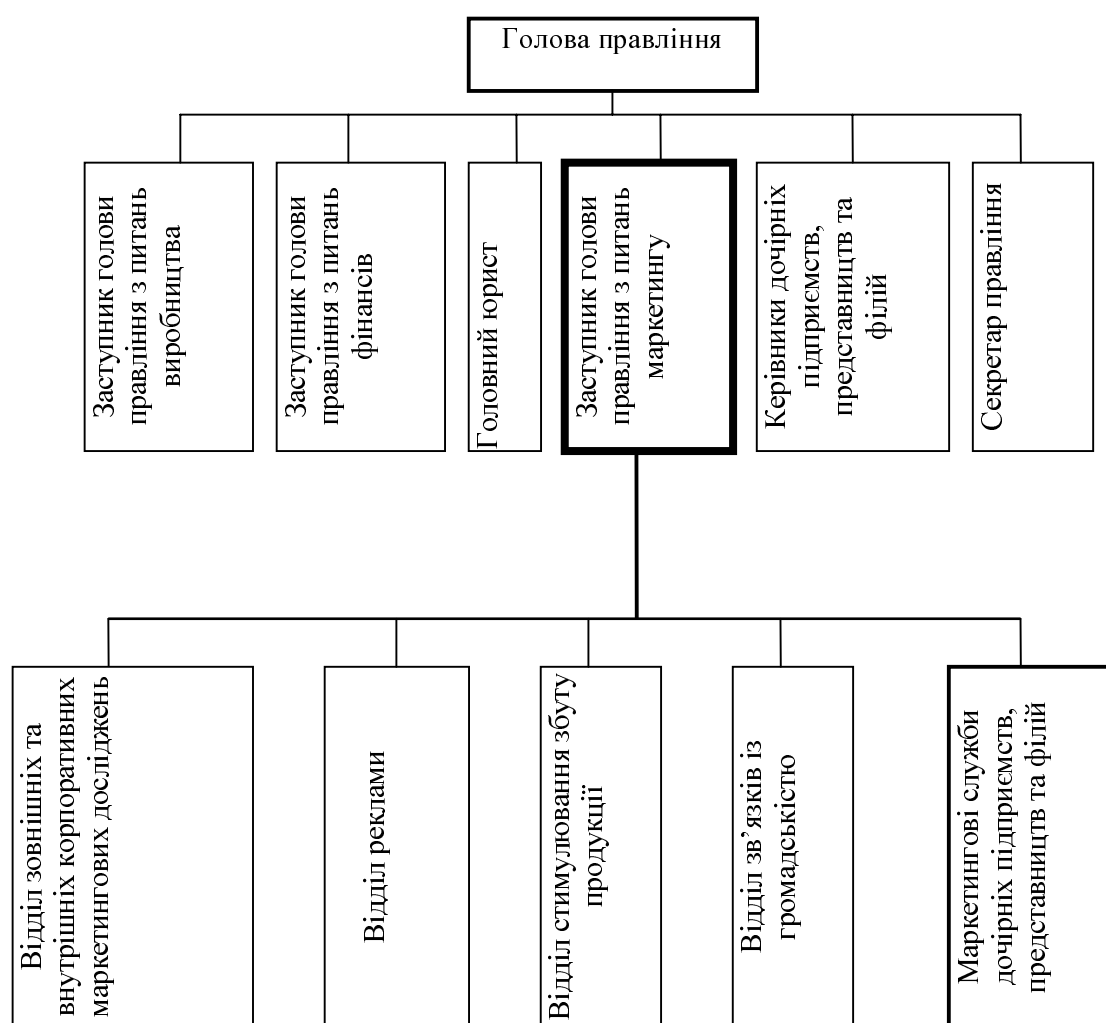 Голова правління
Заступник голови
правління з питань
виробництва
Заступник голови
правління з питань
фінансів
Головний юрист
Заступник голови
правління з питань
маркетингу
Керівники дочірніх
підприємств,
представництв та
філій
Секретар правління
Відділ зовнішніх та
внутрішніх корпоративних
маркетингових досліджень
Відділ реклами
Відділ стимулювання збуту
продукції
Відділ зв’язків із
громадськістю
Маркетингові служби
дочірніх підприємств,
представництв та філій